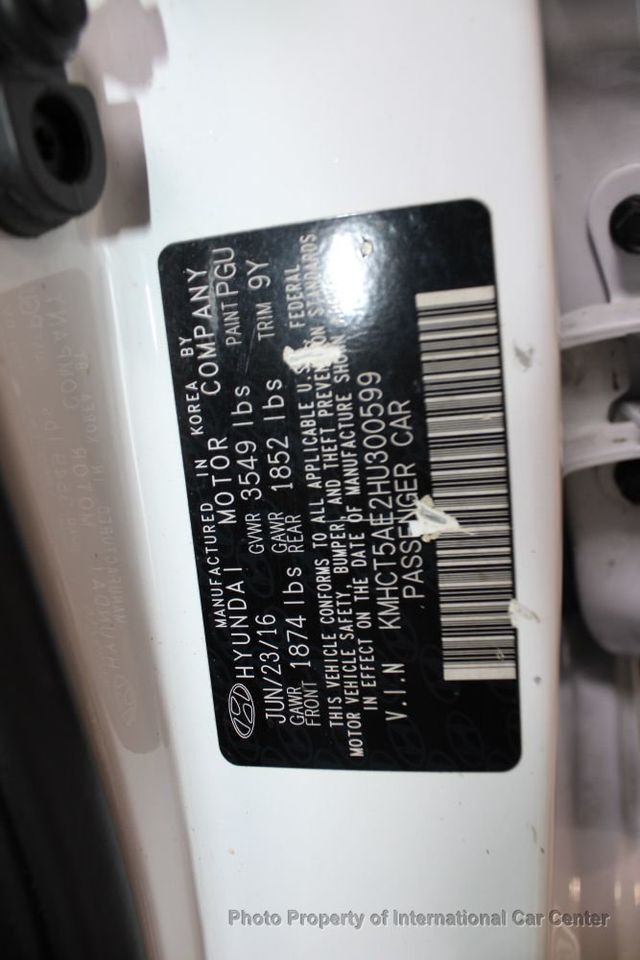 MANUFACTURED IN KOREA BY
HYUNDAI MOTOR COMPANY
JUN/23/16 GVWR 3549 lbs PAINT PGU
GAWR FRONT 1874 lbs GAWR REAR 1852 lbs TRIM 9Y
THIS VEHICLE CONFORMS TO ALL APPLICABLE U.S FEDERAL
MOTOR VEHICLE SAFETY, BUMPER, AND THEFT PREVENTION STANDARDS
IN EFFECT ON THE DATE OF MANUFACTURE SHOWN
V.I.N KMHCT5AE2HU300599
PASSENGER CAR
Photo Property of International Car Center